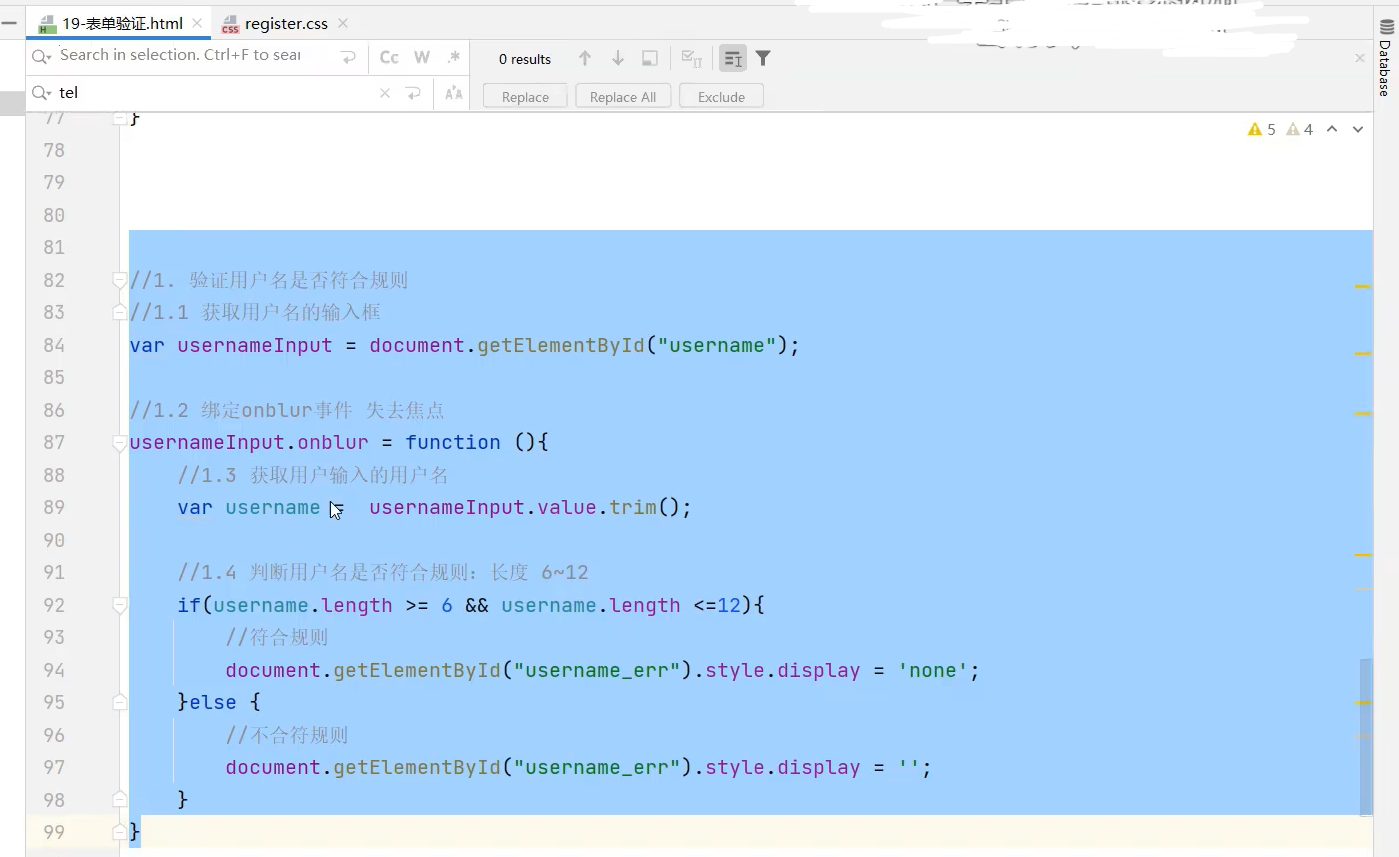 19-表单验证.html
register.css
Search in selection. Ctrl+F to sear
Cc W .*
0 results
tel
Replace
Replace All
Exclude
Database
5
4
77 }
78
79
80
81
82 //1. 验证用户名是否符合规则
83 //1.1 获取用户名的输入框
84 var usernameInput = document.getElementById("username");
85
86 //1.2 绑定onblur事件 失去焦点
87 usernameInput.onblur = function (){
88 //1.3 获取用户输入的用户名
89 var username = usernameInput.value.trim();
90
91 //1.4 判断用户名是否符合规则：长度 6~12
92 if(username.length >= 6 && username.length <=12){
93 //符合规则
94 document.getElementById("username_err").style.display = 'none';
95 }else {
96 //不合符规则
97 document.getElementById("username_err").style.display = '';
98 }
99 }